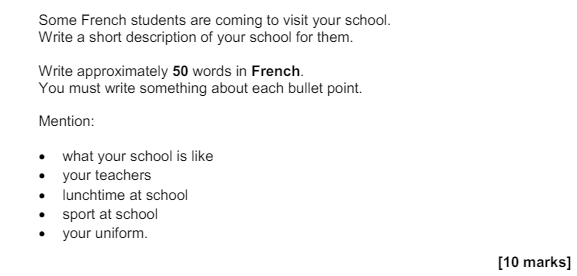 Some French students are coming to visit your school.
Write a short description of your school for them.
Write approximately 50 words in French.
You must write something about each bullet point.
Mention:
• what your school is like
• your teachers
• lunchtime at school
• sport at school
• your uniform.
[10 marks]